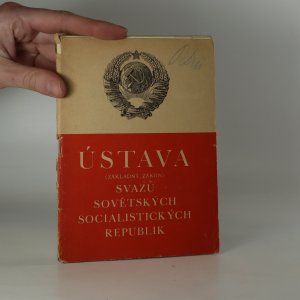 ÚSTAVA
(ZÁKLADNÍ ZÁKON)
SVAZU
SOVĚTSKÝCH
SOCIALISTICKÝCH
REPUBLIK